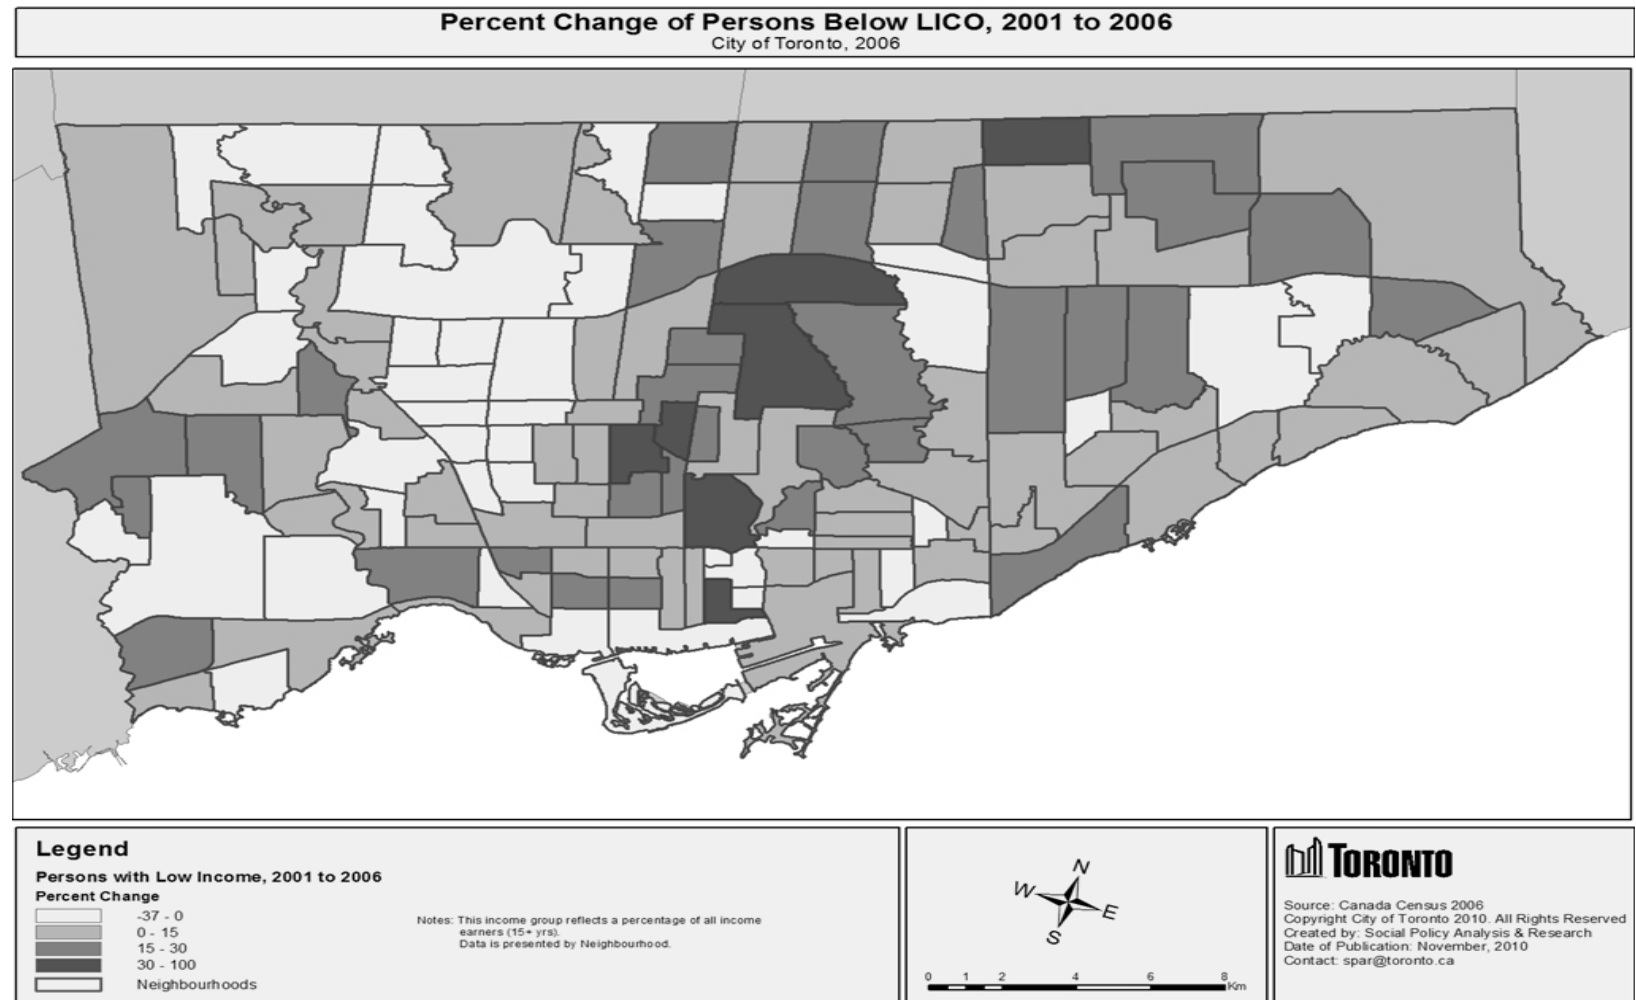 Percent Change of Persons Below LICO, 2001 to 2006
City of Toronto, 2006
Legend
Persons with Low Income, 2001 to 2006
Percent Change
-37 - 0
0 - 15
15 - 30
30 - 100
Neighbourhoods
Notes: This income group reflects a percentage of all income
earners (15+ yrs).
Data is presented by Neighbourhood.
N
W
E
S
0 1 2 4 6 8
Km
TORONTO
Source: Canada Census 2006
Copyright City of Toronto 2010. All Rights Reserved
Created by: Social Policy Analysis & Research
Date of Publication: November, 2010
Contact: spar@toronto.ca